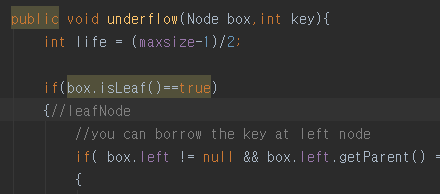 public void underflow(Node box,int key){
int life = (maxsize-1)/2;
if(box.isLeaf()==true)
{//leafNode
//you can borrow the key at left node
if( box.left != null && box.left.getParent() =
{